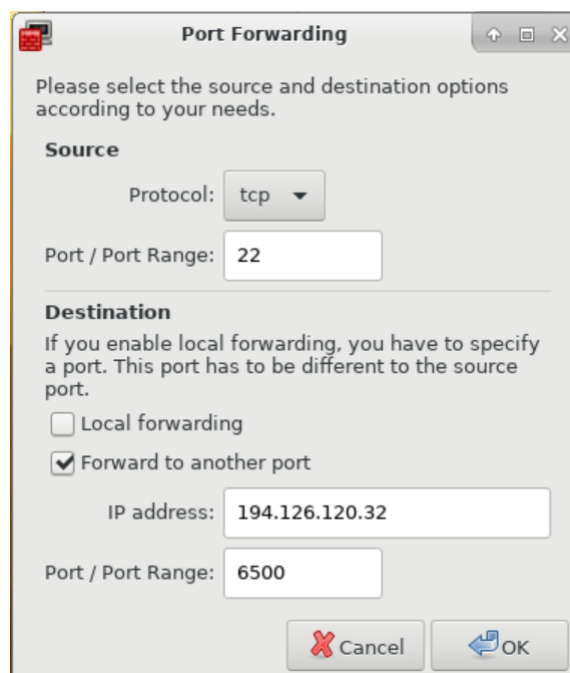 Port Forwarding
Please select the source and destination options
according to your needs.
Source
Protocol: tcp
Port / Port Range: 22
Destination
If you enable local forwarding, you have to specify
a port. This port has to be different to the source
port.
Local forwarding
Forward to another port
IP address: 194.126.120.32
Port / Port Range: 6500
Cancel OK